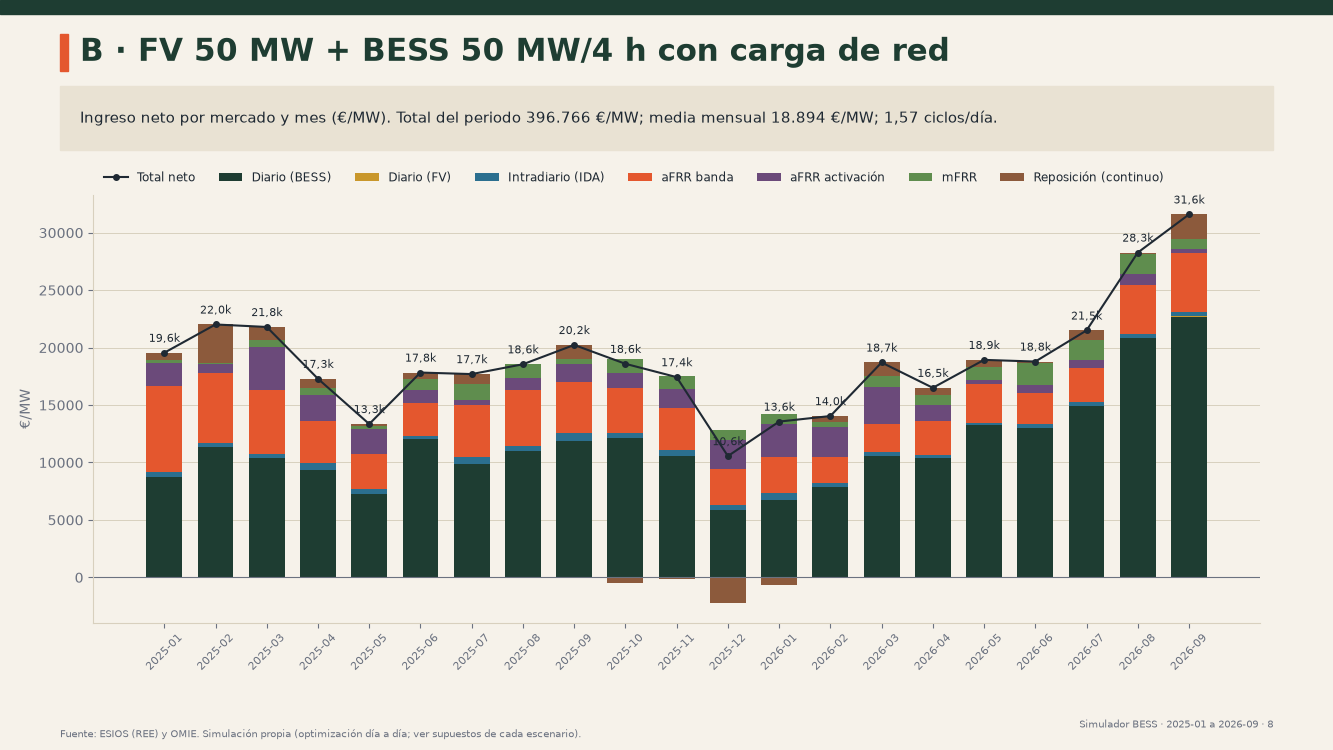 B · FV 50 MW + BESS 50 MW/4 h con carga de red
Ingreso neto por mercado y mes (€/MW). Total del periodo 396.766 €/MW; media mensual 18.894 €/MW; 1,57 ciclos/día.
Total neto Diario (BESS) Diario (FV) Intradiario (IDA) aFRR banda aFRR activación mFRR Reposición (continuo)
€/MW
30000
25000
20000
15000
10000
5000
0
19,6k 22,0k 21,8k 17,3k 13,3k 17,8k 17,7k 18,6k 20,2k 18,6k 17,4k 10,6k 13,6k 14,0k 18,7k 16,5k 18,9k 18,8k 21,5k 28,3k 31,6k
2025-01 2025-02 2025-03 2025-04 2025-05 2025-06 2025-07 2025-08 2025-09 2025-10 2025-11 2025-12 2026-01 2026-02 2026-03 2026-04 2026-05 2026-06 2026-07 2026-08 2026-09
Simulador BESS · 2025-01 a 2026-09 · 8
Fuente: ESIOS (REE) y OMIE. Simulación propia (optimización día a día; ver supuestos de cada escenario).